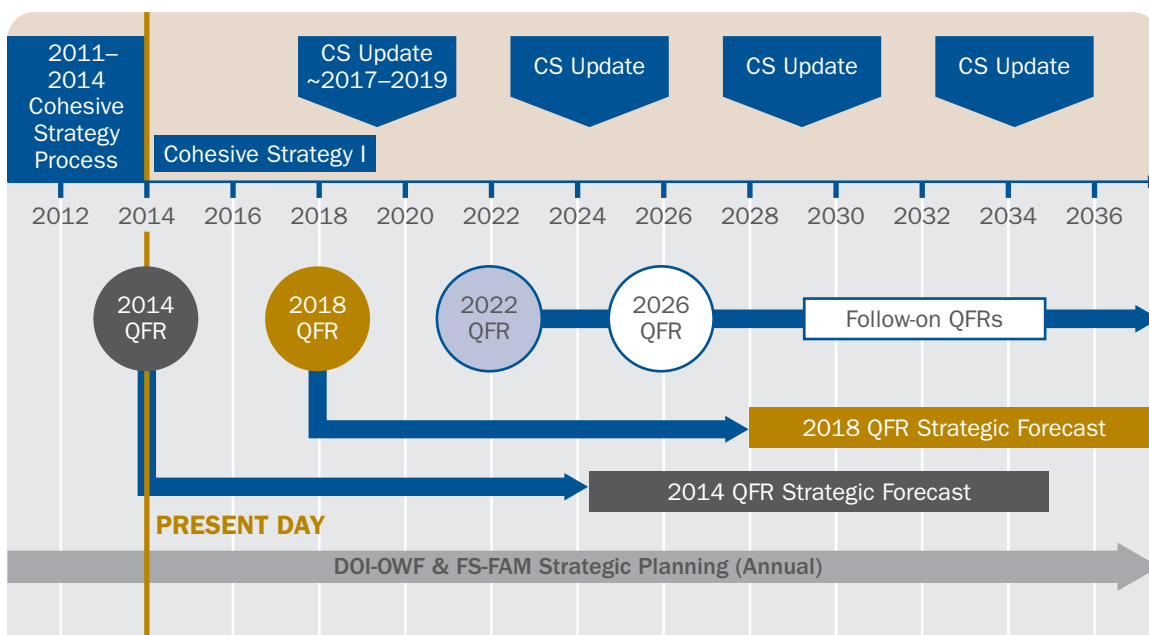 2011–
2014
Cohesive
Strategy
Process
CS Update
~2017–2019
CS Update
CS Update
CS Update
Cohesive Strategy I
2012 2014 2016 2018 2020 2022 2024 2026 2028 2030 2032 2034 2036
2014
QFR
2018
QFR
2022
QFR
2026
QFR
Follow-on QFRs
2018 QFR Strategic Forecast
2014 QFR Strategic Forecast
PRESENT DAY
DOI-OWF & FS-FAM Strategic Planning (Annual)